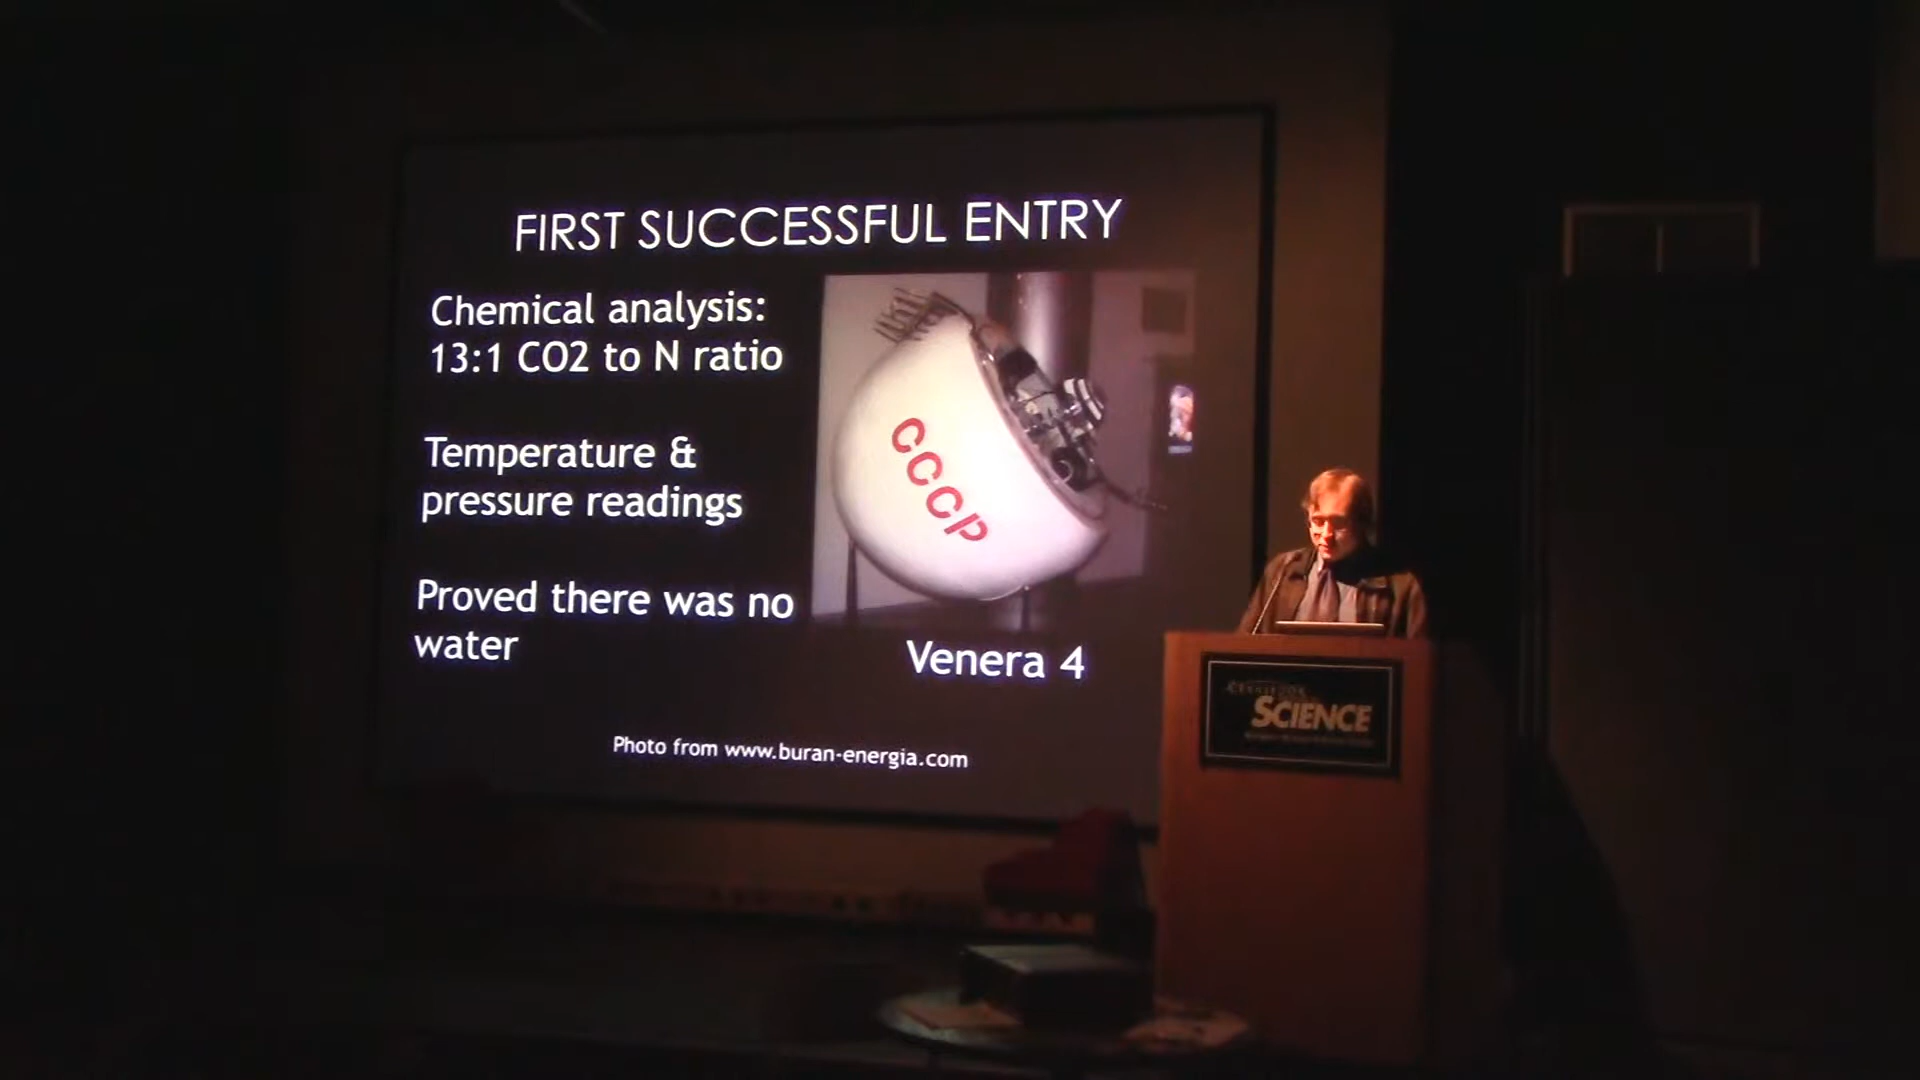 FIRST SUCCESSFUL ENTRY
Chemical analysis:
13:1 CO2 to N ratio
Temperature &
pressure readings
Proved there was no
water
CCCP
Venera 4
Photo from www.buran-energia.com
CRANBROOK
SCIENCE